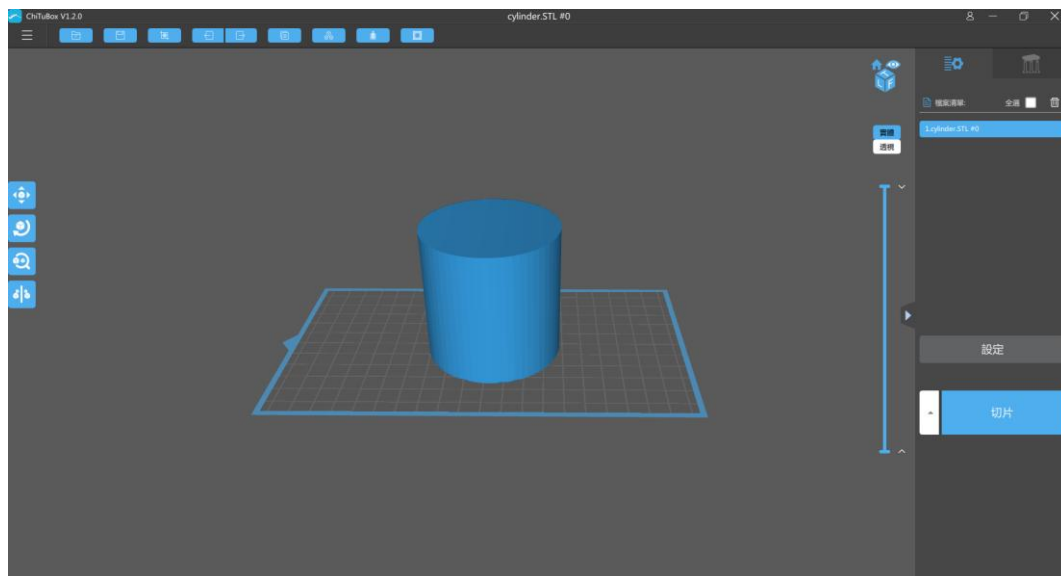 ChiTuBox V1.2.0
cylinder.STL #0
檔案清單:
全選
1.cylinder.STL #0
L F
實體
透視
設定
切片